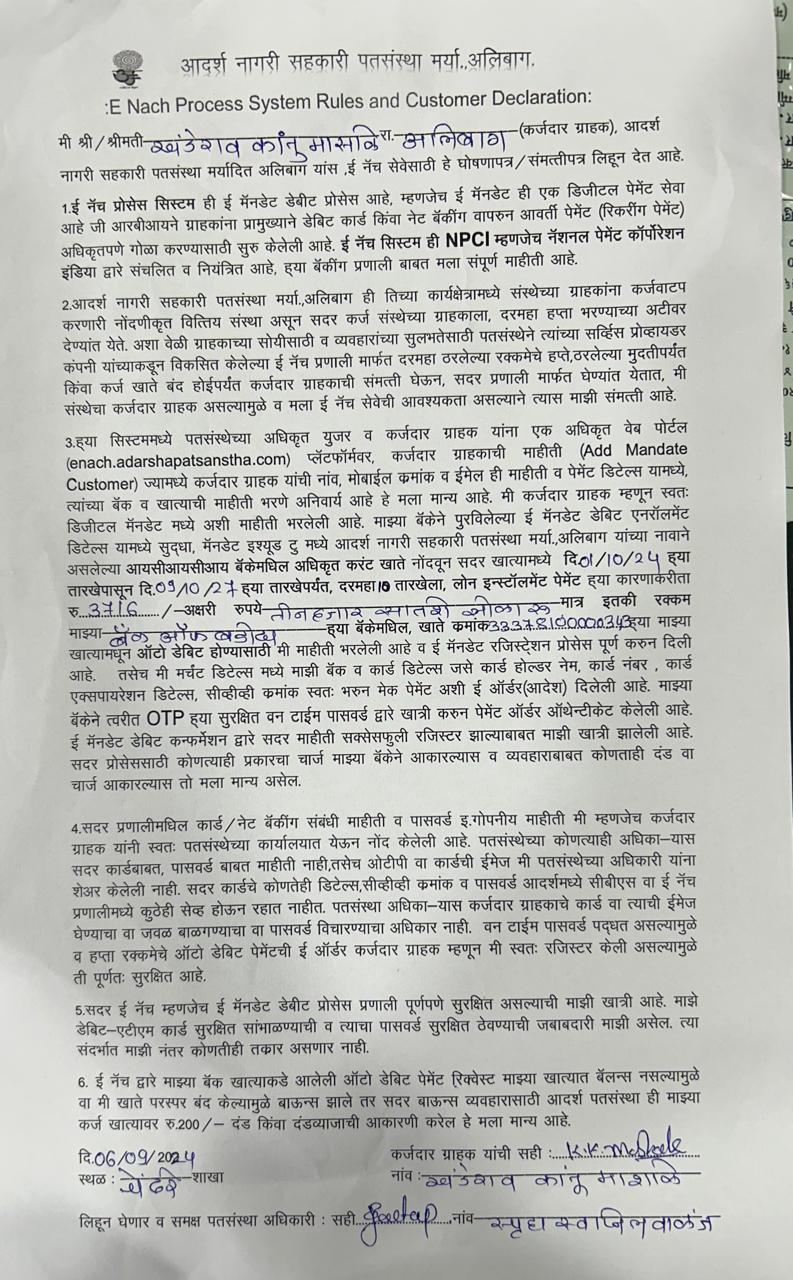 आदर्श नागरी सहकारी पतसंस्था मर्या.,अलिबाग.
:E Nach Process System Rules and Customer Declaration:
मी श्री/श्रीमती खंडेराव कानू माशाळे रा. अलिबाग (कर्जदार ग्राहक), आदर्श
नागरी सहकारी पतसंस्था मर्यादित अलिबाग यांस ,ई नॅच सेवेसाठी हे घोषणापत्र/संमत्तीपत्र लिहून देत आहे.
1.ई नॅच प्रोसेस सिस्टिम ही ई मॅनडेट डेबीट प्रोसेस आहे, म्हणजेच ई मॅनडेट ही एक डिजीटल पेमेंट सेवा
आहे जी आरबीआयने ग्राहकांना प्रामुख्याने डेबिट कार्ड किंवा नेट बॅकींग वापरुन आवर्ती पेमेंट (रिकरींग पेमेंट)
अधिकृतपणे गोळा करण्यासाठी सुरु केलेली आहे. ई नॅच सिस्टिम ही NPCI म्हणजेच नॅशनल पेमेंट कॉर्पोरेशन
इंडिया द्वारे संचलित व नियंत्रित आहे, ह्या बॅकींग प्रणाली बाबत मला संपूर्ण माहीती आहे.
2.आदर्श नागरी सहकारी पतसंस्था मर्या.,अलिबाग ही तिच्या कार्यक्षेत्रामध्ये संस्थेच्या ग्राहकांना कर्जवाटप
करणारी नोंदणीकृत वित्तिय संस्था असून सदर कर्ज संस्थेच्या ग्राहकाला, दरमहा हप्ता भरण्याच्या अटीवर
देण्यांत येते. अशा वेळी ग्राहकाच्या सोयीसाठी व व्यवहारांच्या सुलभतेसाठी पतसंस्थेने त्यांच्या सर्व्हिस प्रोव्हायडर
कंपनी यांच्याकडून विकसित केलेल्या ई नॅच प्रणाली मार्फत दरमहा ठरलेल्या रक्कमेचे हप्ते,ठरलेल्या मुदतीपर्यंत
किंवा कर्ज खाते बंद होईपर्यंत कर्जदार ग्राहकाची संमत्ती घेऊन, सदर प्रणाली मार्फत घेण्यांत येतात, मी
संस्थेचा कर्जदार ग्राहक असल्यामुळे व मला ई नॅच सेवेची आवश्यकता असल्याने त्यास माझी संमत्ती आहे.
3.ह्या सिस्टममध्ये पतसंस्थेच्या अधिकृत युजर व कर्जदार ग्राहक यांना एक अधिकृत वेब पोर्टल
(enach.adarshapatsanstha.com) प्लॅटफॉर्मवर, कर्जदार ग्राहकाची माहीती (Add Mandate
Customer) ज्यामध्ये कर्जदार ग्राहक यांची नांव, मोबाईल क्रमांक व ईमेल ही माहीती व पेमेंट डिटेल्स यामध्ये,
त्यांच्या बॅक व खात्याची माहीती भरणे अनिवार्य आहे हे मला मान्य आहे. मी कर्जदार ग्राहक म्हणून स्वतः
डिजीटल मॅनडेट मध्ये अशी माहीती भरलेली आहे. माझ्या बॅकेने पुरविलेल्या ई मॅनडेट डेबिट एनरॉलमेंट
डिटेल्स यामध्ये सुद्धा, मॅनडेट इश्यूड टु मध्ये आदर्श नागरी सहकारी पतसंस्था मर्या.,अलिबाग यांच्या नावाने
असलेल्या आयसीआयसीआय बॅकेमधिल अधिकृत करंट खाते नोंदवून सदर खात्यामध्ये दि.01/10/24 ह्या
तारखेपासून दि.09/10/27 ह्या तारखेपर्यंत, दरमहा 10 तारखेला, लोन इन्स्टॉलमेंट पेमेंट ह्या कारणाकरीता
रु. 3716 /-अक्षरी रुपये तीन हजार सातशे सोळा रु मात्र इतकी रक्कम
माझ्या बँक ऑफ बडोदा ह्या बॅकेमधिल, खाते क्रमांक 33378100000343 ह्या माझ्या
खात्यामधून ऑटो डेबिट होण्यासाठी मी माहीती भरलेली आहे व ई मॅनडेट रजिस्ट्रेशन प्रोसेस पूर्ण करुन दिली
आहे. तसेच मी मर्चंट डिटेल्स मध्ये माझी बॅक व कार्ड डिटेल्स जसे कार्ड होल्डर नेम, कार्ड नंबर , कार्ड
एक्सपायरेशन डिटेल्स, सीव्हीव्ही क्रमांक स्वतः भरुन मेक पेमेंट अशी ई ऑर्डर(आदेश) दिलेली आहे. माझ्या
बॅकेने त्वरीत OTP ह्या सुरक्षित वन टाईम पासवर्ड द्वारे खात्री करुन पेमेंट ऑर्डर ऑथेन्टीकेट केलेली आहे.
ई मॅनडेट डेबिट कन्फर्मेशन द्वारे सदर माहीती सक्सेसफुली रजिस्टर झाल्याबाबत माझी खात्री झालेली आहे.
सदर प्रोसेससाठी कोणत्याही प्रकारचा चार्ज माझ्या बॅकेने आकारल्यास व व्यवहाराबाबत कोणताही दंड वा
चार्ज आकारल्यास तो मला मान्य असेल.
4.सदर प्रणालीमधिल कार्ड/नेट बॅकींग संबंधी माहीती व पासवर्ड इ.गोपनीय माहीती मी म्हणजेच कर्जदार
ग्राहक यांनी स्वतः पतसंस्थेच्या कार्यालयात येऊन नोंद केलेली आहे. पतसंस्थेच्या कोणत्याही अधिका–यास
सदर कार्डबाबत, पासवर्ड बाबत माहीती नाही,तसेच ओटीपी वा कार्डची ईमेज मी पतसंस्थेच्या अधिकारी यांना
शेअर केलेली नाही. सदर कार्डचे कोणतेही डिटेल्स,सीव्हीव्ही क्रमांक व पासवर्ड आदर्शमध्ये सीबीएस वा ई नॅच
प्रणालीमध्ये कुठेही सेव्ह होऊन रहात नाहीत. पतसंस्था अधिका–यास कर्जदार ग्राहकाचे कार्ड वा त्याची ईमेज
घेण्याचा वा जवळ बाळगण्याचा वा पासवर्ड विचारण्याचा अधिकार नाही. वन टाईम पासवर्ड पद्धत असल्यामुळे
व हप्ता रक्कमेचे ऑटो डेबिट पेमेंटची ई ऑर्डर कर्जदार ग्राहक म्हणून मी स्वतः रजिस्टर केली असल्यामुळे
ती पूर्णतः सुरक्षित आहे.
5.सदर ई नॅच म्हणजेच ई मॅनडेट डेबीट प्रोसेस प्रणाली पूर्णपणे सुरक्षित असल्याची माझी खात्री आहे. माझे
डेबिट–एटीएम कार्ड सुरक्षित सांभाळण्याची व त्याचा पासवर्ड सुरक्षित ठेवण्याची जबाबदारी माझी असेल. त्या
संदर्भात माझी नंतर कोणतीही तक्रार असणार नाही.
6. ई नॅच द्वारे माझ्या बॅक खात्याकडे आलेली ऑटो डेबिट पेमेंट रिक्वेस्ट माझ्या खात्यात बॅलन्स नसल्यामुळे
वा मी खाते परस्पर बंद केल्यामुळे बाऊन्स झाले तर सदर बाऊन्स व्यवहारासाठी आदर्श पतसंस्था ही माझ्या
कर्ज खात्यावर रु.200/– दंड किंवा दंडव्याजाची आकारणी करेल हे मला मान्य आहे.
दि.06/09/2024 कर्जदार ग्राहक यांची सही :
स्थळ : चेंढरे शाखा नांव : खंडेराव कानू माशाळे
लिहून घेणार व समक्ष पतसंस्था अधिकारी : सही नांव स्पृहा स्वप्निल वाळंज